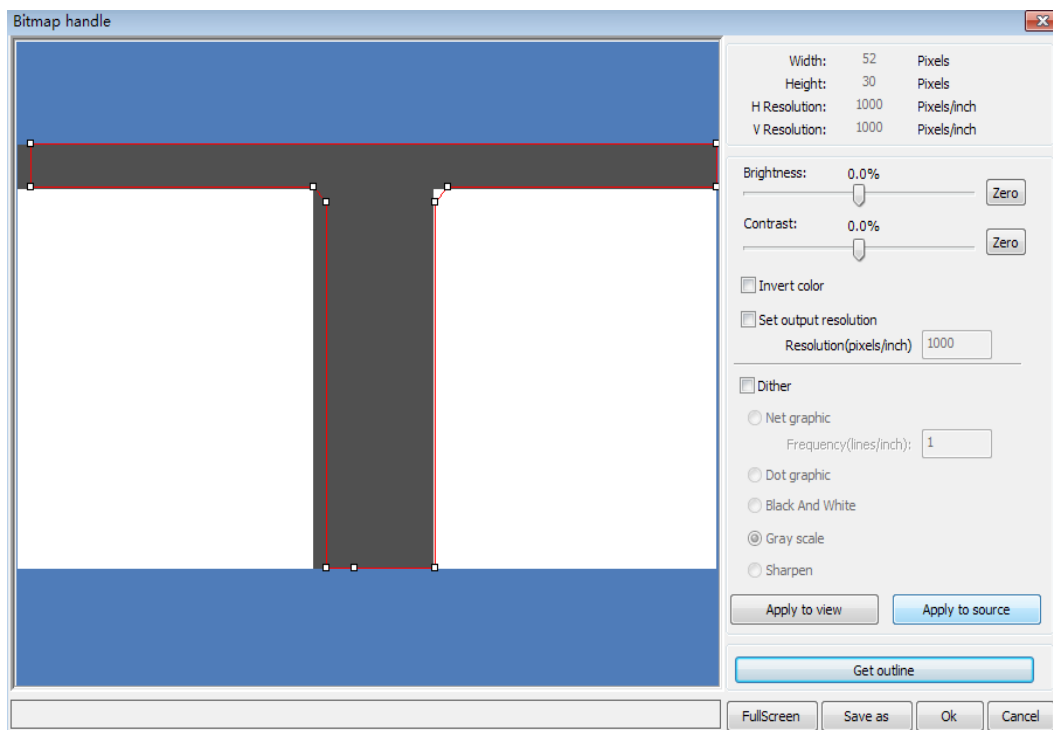 Bitmap handle
Width: 52 Pixels
Height: 30 Pixels
H Resolution: 1000 Pixels/inch
V Resolution: 1000 Pixels/inch
Brightness: 0.0%
Zero
Contrast: 0.0%
Zero
Invert color
Set output resolution
Resolution(pixels/inch) 1000
Dither
Net graphic
Frequency(lines/inch): 1
Dot graphic
Black And White
Gray scale
Sharpen
Apply to view Apply to source
Get outline
FullScreen Save as Ok Cancel